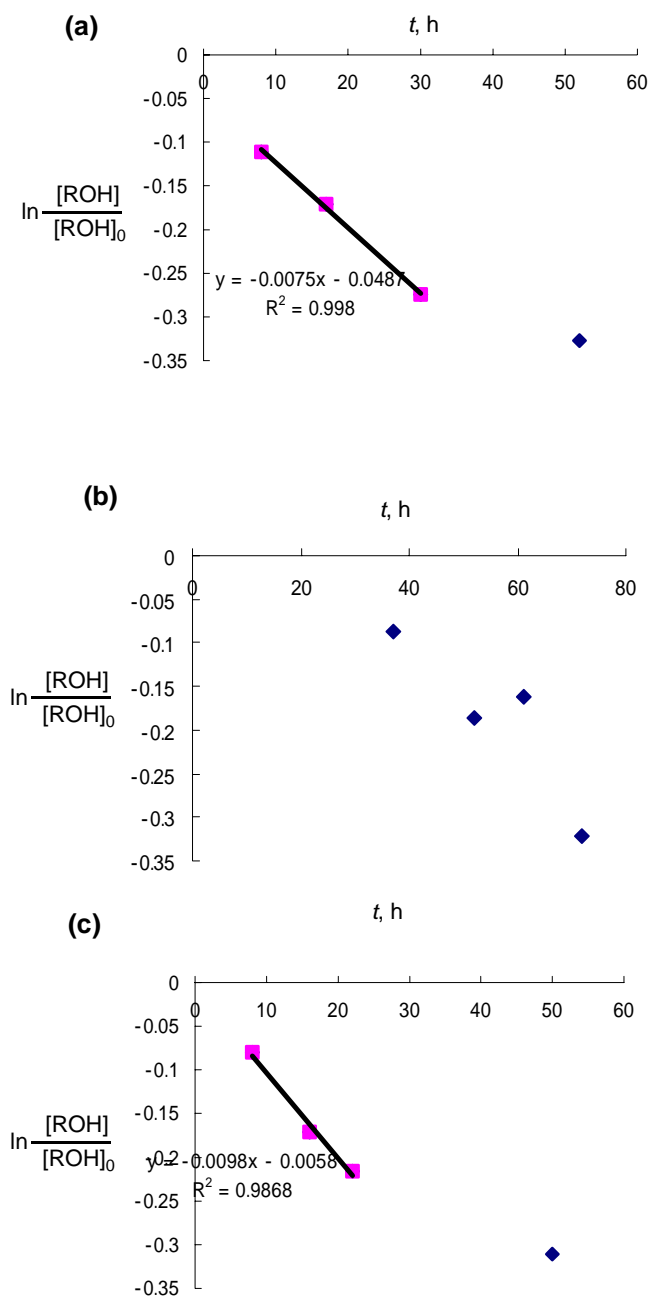 (a)
t, h
0
0 10 20 30 40 50 60
-0.05
-0.1
-0.15
-0.2
-0.25
-0.3
-0.35
ln [ROH]
[ROH]0
y = -0.0075x - 0.0487
R2 = 0.998
(b)
t, h
0
0 20 40 60 80
-0.05
-0.1
-0.15
-0.2
-0.25
-0.3
-0.35
ln [ROH]
[ROH]0
(c)
t, h
0
0 10 20 30 40 50 60
-0.05
-0.1
-0.15
-0.2
-0.25
-0.3
-0.35
ln [ROH]
[ROH]0
y = -0.0098x - 0.0058
R2 = 0.9868